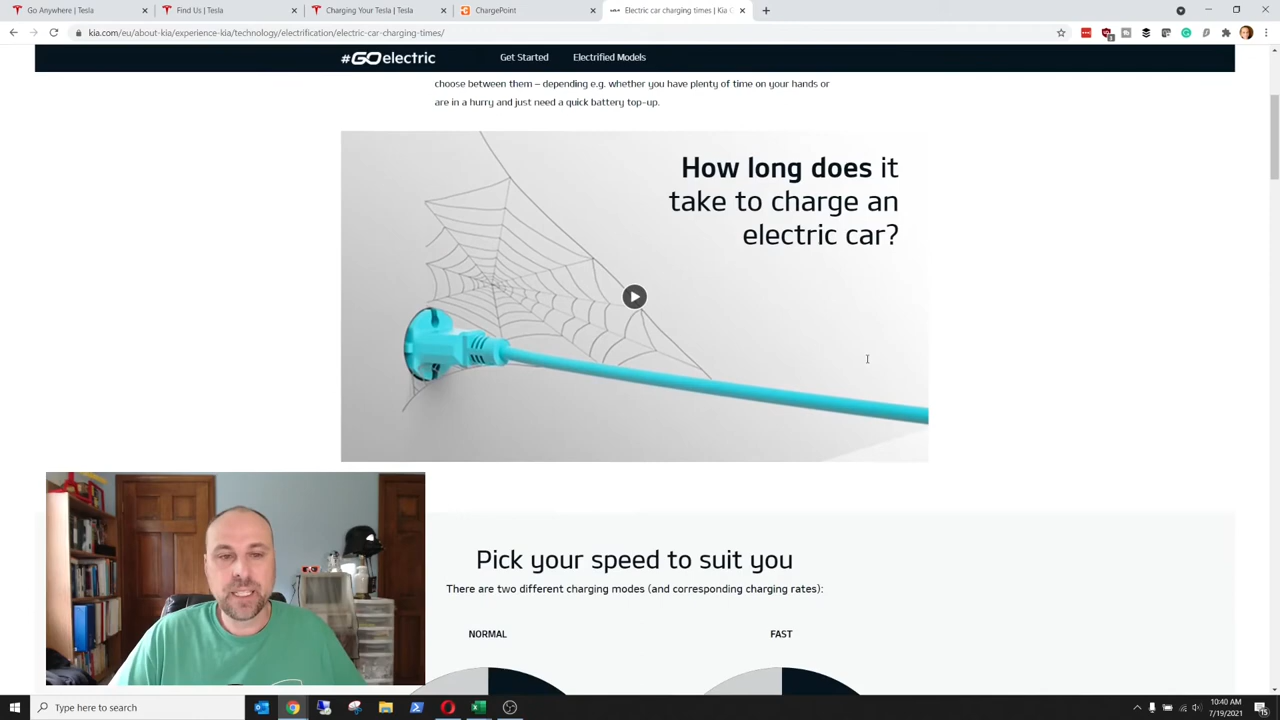 Go Anywhere | Tesla
Find Us | Tesla
Charging Your Tesla | Tesla
ChargePoint
Electric car charging times | Kia
kia.com/eu/about-kia/experience-kia/technology/electrification/electric-car-charging-times/
#GOelectric
Get Started
Electrified Models
choose between them – depending e.g. whether you have plenty of time on your hands or
are in a hurry and just need a quick battery top-up.
How long does it
take to charge an
electric car?
Pick your speed to suit you
There are two different charging modes (and corresponding charging rates):
NORMAL
FAST
Type here to search
10:40 AM
7/19/2021
15